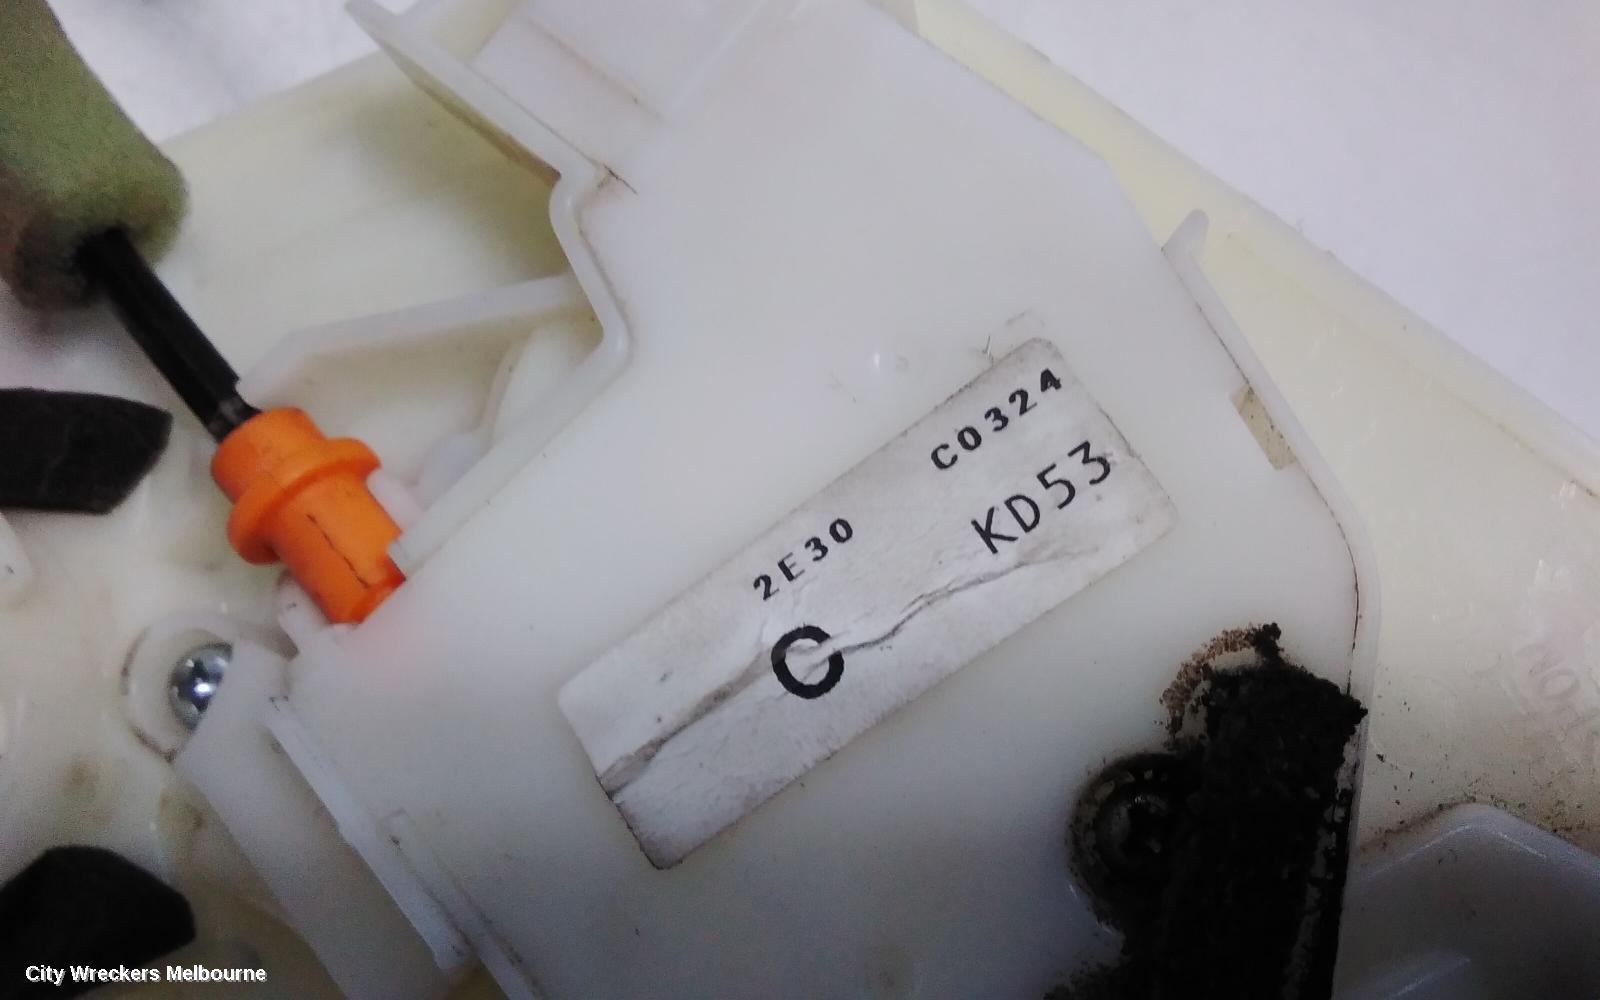 2E30 C0324
C KD53
City Wreckers Melbourne